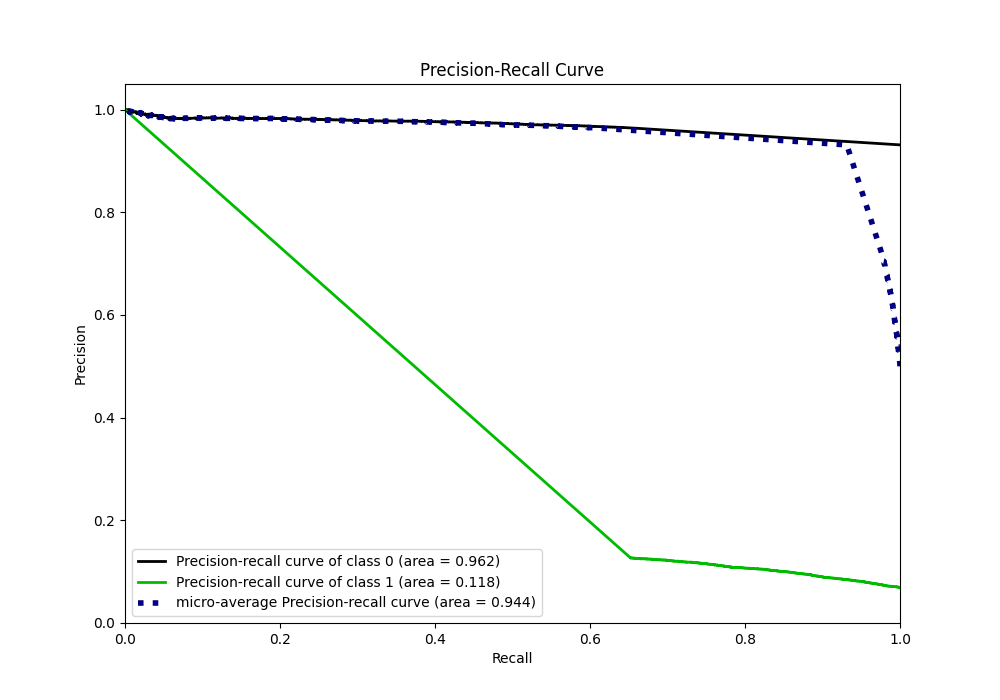 Precision-Recall Curve
1.0
0.8
0.6
0.4
0.2
0.0
Precision
Precision-recall curve of class 0 (area = 0.962)
Precision-recall curve of class 1 (area = 0.118)
micro-average Precision-recall curve (area = 0.944)
0.0 0.2 0.4 0.6 0.8 1.0
Recall